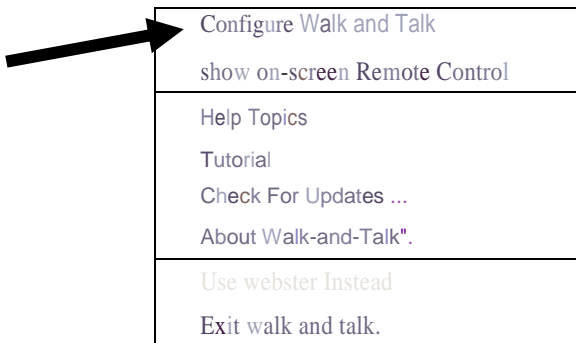 Configure Walk and Talk
show on-screen Remote Control
Help Topics
Tutorial
Check For Updates ...
About Walk-and-Talk".
Use webster Instead
Exit walk and talk.